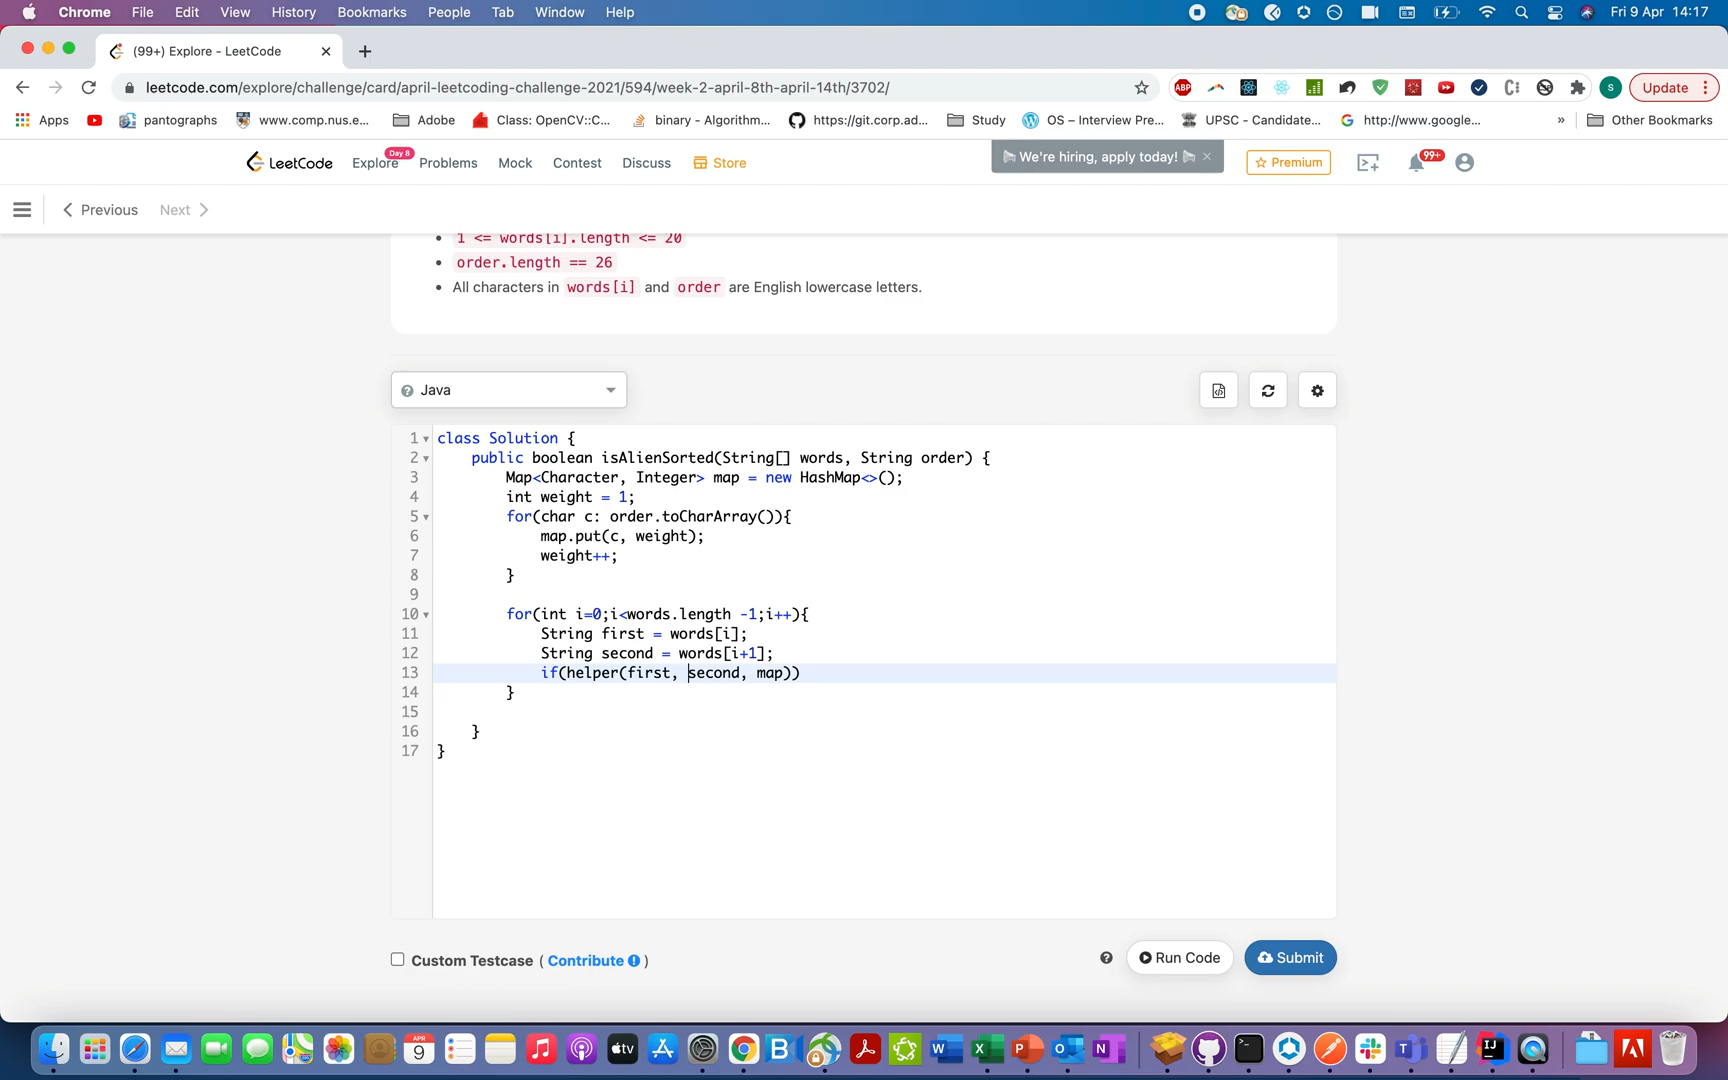 Chrome File Edit View History Bookmarks People Tab Window Help Fri 9 Apr 14:17
(99+) Explore - LeetCode
leetcode.com/explore/challenge/card/april-leetcoding-challenge-2021/594/week-2-april-8th-april-14th/3702/ ABP S Update
Apps pantographs www.comp.nus.e... Adobe Class: OpenCV::C... binary - Algorithm... https://git.corp.ad... Study OS – Interview Pre... UPSC - Candidate... http://www.google... » Other Bookmarks
LeetCode Explore Day 8 Problems Mock Contest Discuss Store We're hiring, apply today! Premium 99+
Previous Next
1 <= words[i].length <= 20
order.length == 26
All characters in words[i] and order are English lowercase letters.
Java
1 class Solution {
2 public boolean isAlienSorted(String[] words, String order) {
3 Map<Character, Integer> map = new HashMap<>();
4 int weight = 1;
5 for(char c: order.toCharArray()){
6 map.put(c, weight);
7 weight++;
8 }
9
10 for(int i=0;i<words.length -1;i++){
11 String first = words[i];
12 String second = words[i+1];
13 if(helper(first, second, map))
14 }
15
16 }
17 }
Custom Testcase ( Contribute ) Run Code Submit
APR 9 tv W X P O N IJ